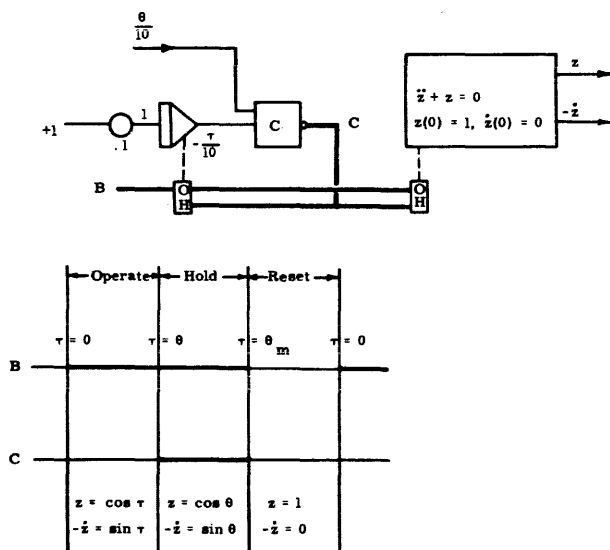 θ/10
z
z̈ + z = 0
z(0) = 1, ż(0) = 0
-ż
+1
.1
1
-τ/10
C
C
B
O
H
O
H
Operate
Hold
Reset
τ = 0
τ = θ
τ = θm
τ = 0
B
C
z = cos τ
z = cos θ
z = 1
-ż = sin τ
-ż = sin θ
-ż = 0